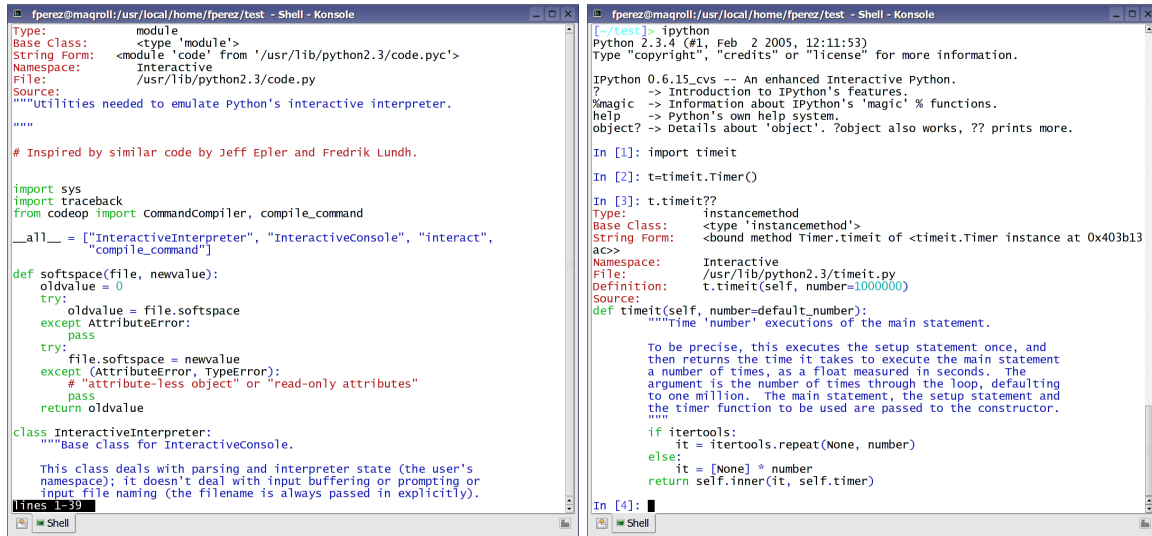 fperez@maqroll:/usr/local/home/fperez/test - Shell - Konsole
Type:              module
Base Class:        <type 'module'>
String Form:    <module 'code' from '/usr/lib/python2.3/code.pyc'>
Namespace:         Interactive
File:              /usr/lib/python2.3/code.py
Source:
"""Utilities needed to emulate Python's interactive interpreter.
"""
# Inspired by similar code by Jeff Epler and Fredrik Lundh.
import sys
import traceback
from codeop import CommandCompiler, compile_command
__all__ = ["InteractiveInterpreter", "InteractiveConsole", "interact",
           "compile_command"]
def softspace(file, newvalue):
    oldvalue = 0
    try:
        oldvalue = file.softspace
    except AttributeError:
        pass
    try:
        file.softspace = newvalue
    except (AttributeError, TypeError):
        # "attribute-less object" or "read-only attributes"
        pass
    return oldvalue
class InteractiveInterpreter:
    """Base class for InteractiveConsole.
    This class deals with parsing and interpreter state (the user's
    namespace); it doesn't deal with input buffering or prompting or
    input file naming (the filename is always passed in explicitly).
lines 1-39
Shell
fperez@maqroll:/usr/local/home/fperez/test - Shell - Konsole
[~/test]> ipython
Python 2.3.4 (#1, Feb  2 2005, 12:11:53)
Type "copyright", "credits" or "license" for more information.
IPython 0.6.15_cvs -- An enhanced Interactive Python.
?       -> Introduction to IPython's features.
%magic  -> Information about IPython's 'magic' % functions.
help    -> Python's own help system.
object? -> Details about 'object'. ?object also works, ?? prints more.
In [1]: import timeit
In [2]: t=timeit.Timer()
In [3]: t.timeit??
Type:           instancemethod
Base Class:     <type 'instancemethod'>
String Form:    <bound method Timer.timeit of <timeit.Timer instance at 0x403b13
ac>>
Namespace:      Interactive
File:           /usr/lib/python2.3/timeit.py
Definition:     t.timeit(self, number=1000000)
Source:
def timeit(self, number=default_number):
        """Time 'number' executions of the main statement.
        To be precise, this executes the setup statement once, and
        then returns the time it takes to execute the main statement
        a number of times, as a float measured in seconds.  The
        argument is the number of times through the loop, defaulting
        to one million.  The main statement, the setup statement and
        the timer function to be used are passed to the constructor.
        """
        if itertools:
            it = itertools.repeat(None, number)
        else:
            it = [None] * number
        return self.inner(it, self.timer)
In [4]:
Shell